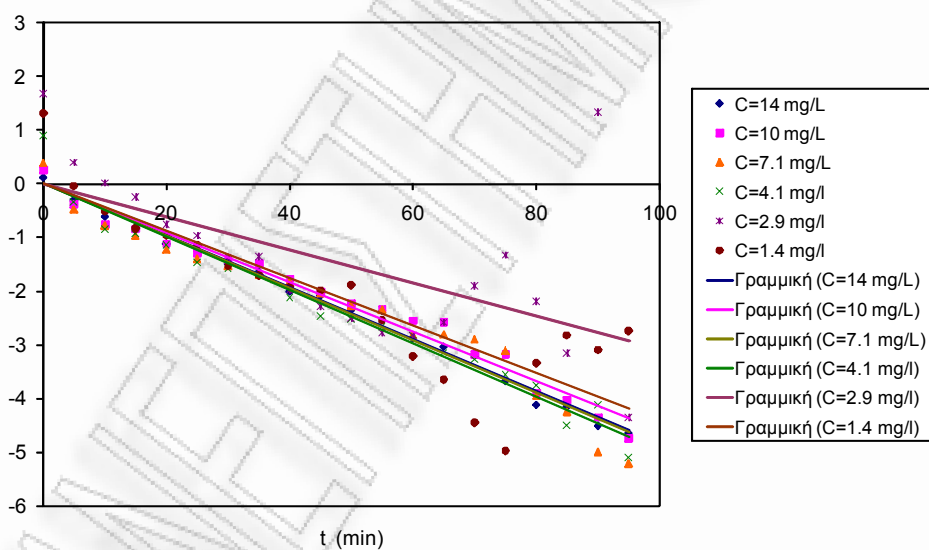 3
2
1
0
-1
-2
-3
-4
-5
-6
0 20 40 60 80 100
t (min)
C=14 mg/L
C=10 mg/L
C=7.1 mg/L
C=4.1 mg/l
C=2.9 mg/l
C=1.4 mg/l
Γραμμική (C=14 mg/L)
Γραμμική (C=10 mg/L)
Γραμμική (C=7.1 mg/L)
Γραμμική (C=4.1 mg/l)
Γραμμική (C=2.9 mg/l)
Γραμμική (C=1.4 mg/l)